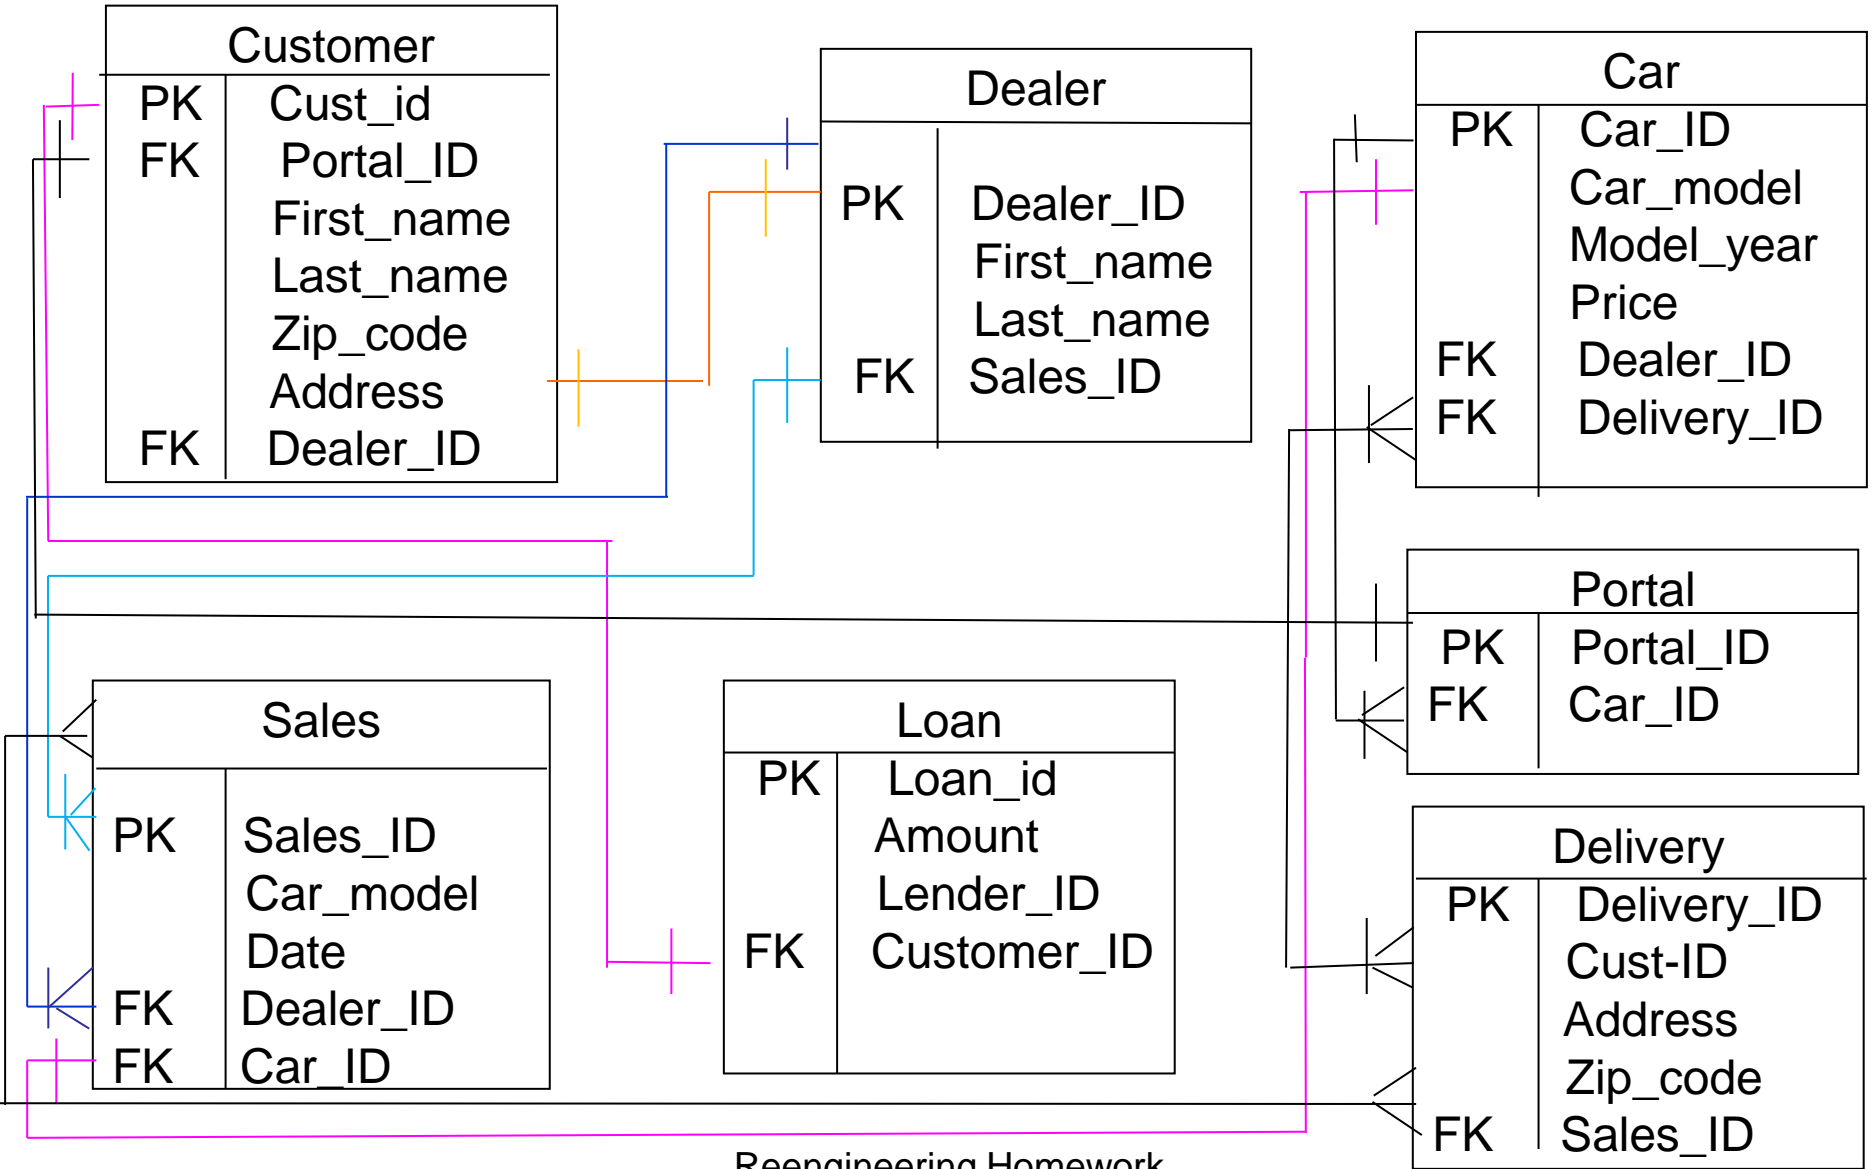 Customer
PK Cust_id
FK Portal_ID
First_name
Last_name
Zip_code
Address
FK Dealer_ID
Dealer
PK Dealer_ID
First_name
Last_name
FK Sales_ID
Car
PK Car_ID
Car_model
Model_year
Price
FK Dealer_ID
FK Delivery_ID
Portal
PK Portal_ID
FK Car_ID
Sales
PK Sales_ID
Car_model
Date
FK Dealer_ID
FK Car_ID
Loan
PK Loan_id
Amount
Lender_ID
FK Customer_ID
Delivery
PK Delivery_ID
Cust-ID
Address
Zip_code
FK Sales_ID
Reengineering Homework